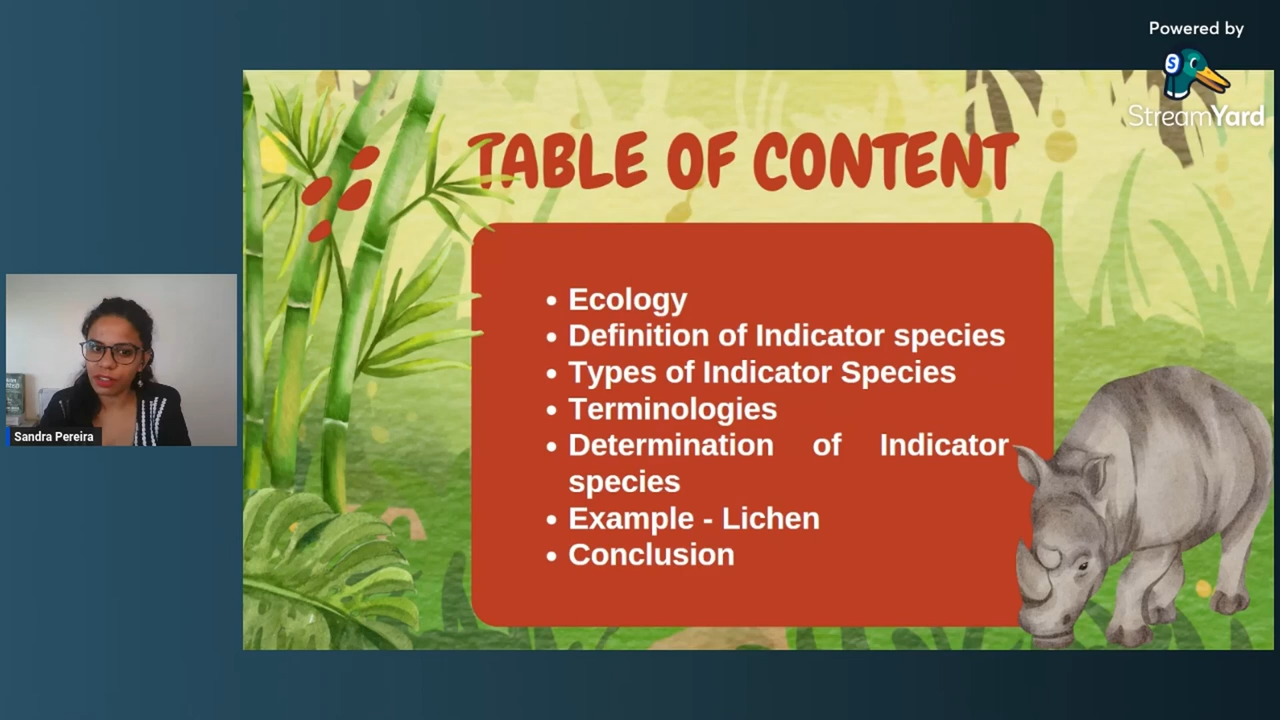 Powered by
StreamYard
TABLE OF CONTENT
• Ecology
• Definition of Indicator species
• Types of Indicator Species
• Terminologies
• Determination of Indicator
species
• Example - Lichen
• Conclusion
Sandra Pereira